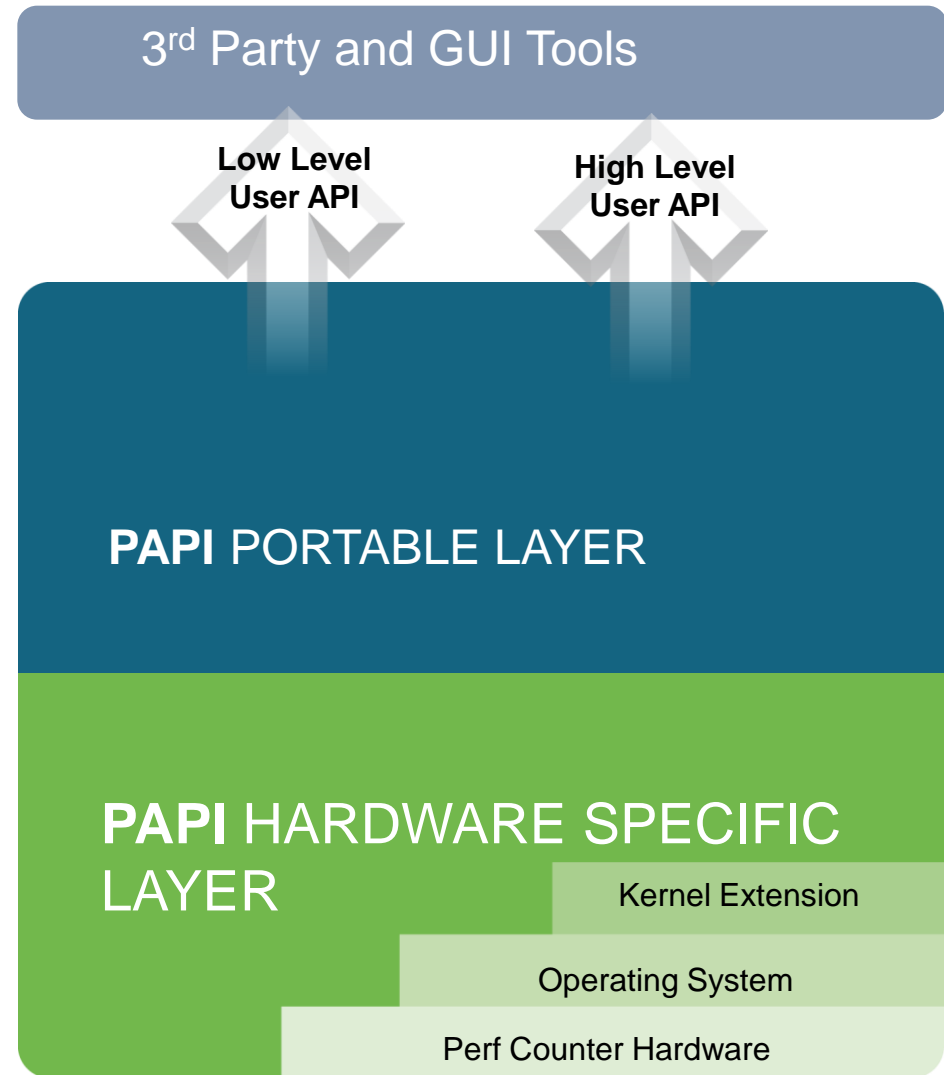 3rd Party and GUI Tools
Low Level
User API
High Level
User API
PAPI PORTABLE LAYER
PAPI HARDWARE SPECIFIC
LAYER
Kernel Extension
Operating System
Perf Counter Hardware